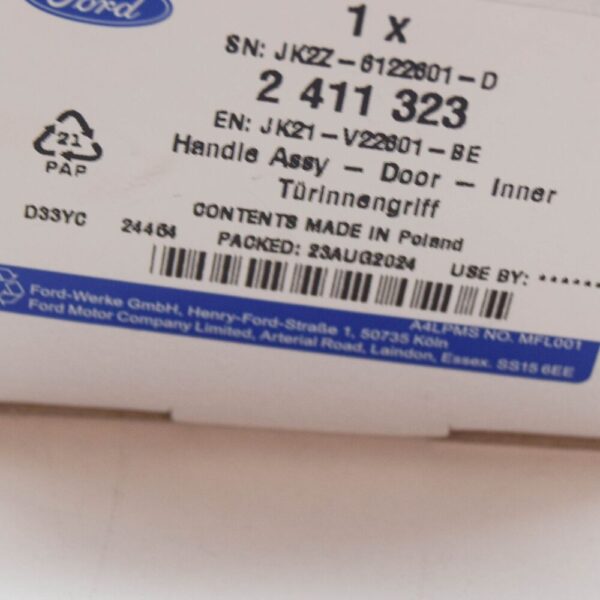 Ford
1 x
SN: JK2Z-6122601-D
2 411 323
EN: JK21-V22601-BE
Handle Assy - Door - Inner
Türinnengriff
21
PAP
CONTENTS MADE IN Poland
D33YC 24464 PACKED: 23AUG2024 USE BY: ******
A4LPMS NO. MFL001
Ford-Werke GmbH, Henry-Ford-Straße 1, 50735 Köln
Ford Motor Company Limited, Arterial Road, Laindon, Essex. SS15 6EE